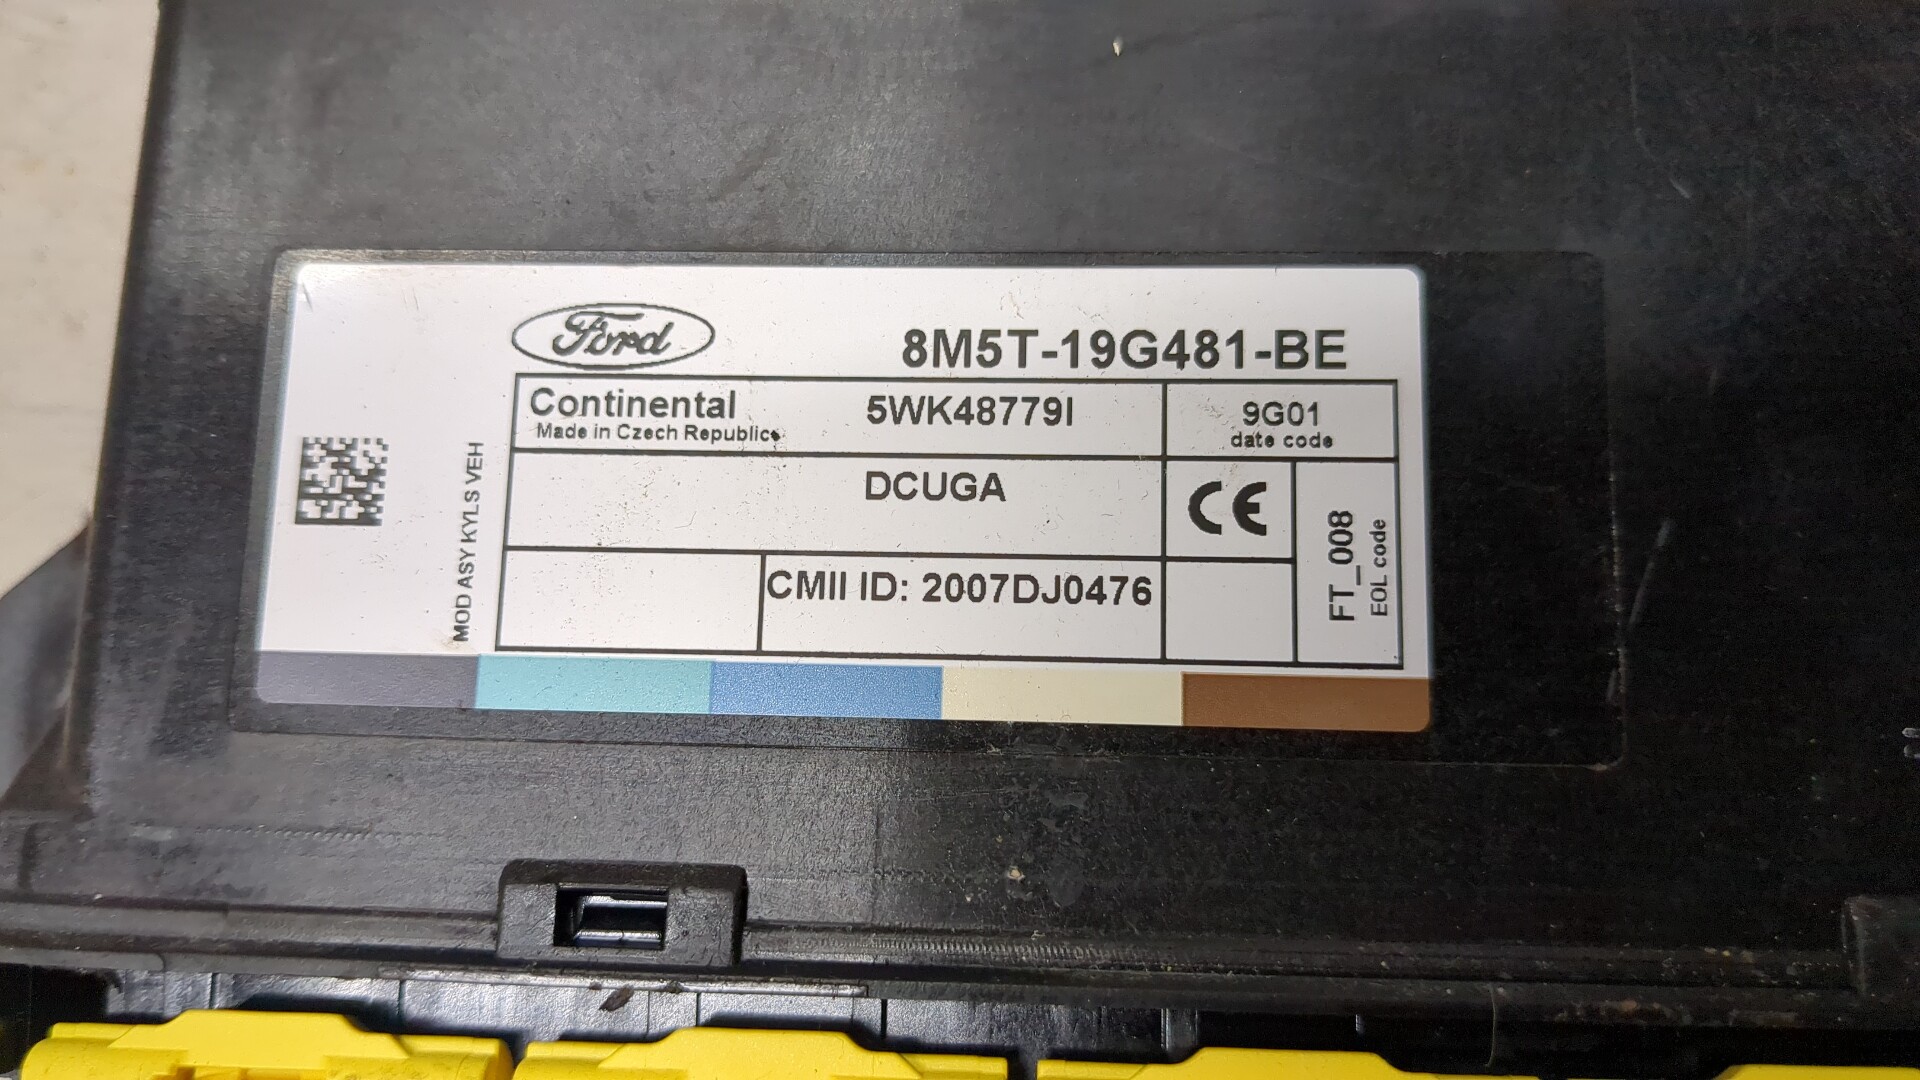 Ford
8M5T-19G481-BE
Continental 5WK48779I 9G01
Made in Czech Republic date code
DCUGA
CE
CMII ID: 2007DJ0476
FT_008
EOL code
MOD ASY KYLS VEH